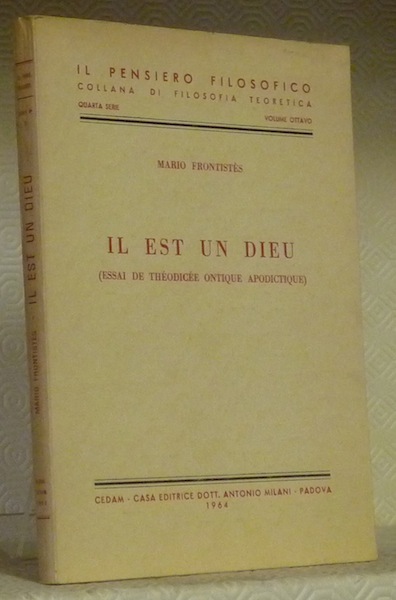 IL PENSIERO FILOSOFICO
COLLANA DI FILOSOFIA TEORETICA
QUARTA SERIE
VOLUME OTTAVO
MARIO FRONTISTÈS
IL EST UN DIEU
(ESSAI DE THÉODICÉE ONTIQUE APODICTIQUE)
CEDAM - CASA EDITRICE DOTT. ANTONIO MILANI - PADOVA
1964
MARIO FRONTISTÈS IL EST UN DIEU